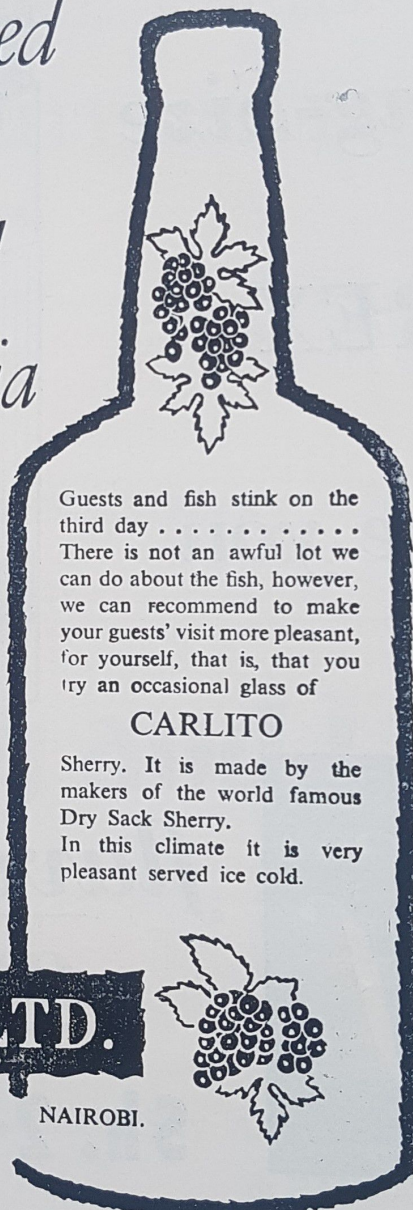 ed
ia
Guests and fish stink on the
third day . . . . . . . . . . . .
There is not an awful lot we
can do about the fish, however,
we can recommend to make
your guests' visit more pleasant,
for yourself, that is, that you
try an occasional glass of
CARLITO
Sherry. It is made by the
makers of the world famous
Dry Sack Sherry.
In this climate it is very
pleasant served ice cold.
LTD.
NAIROBI.